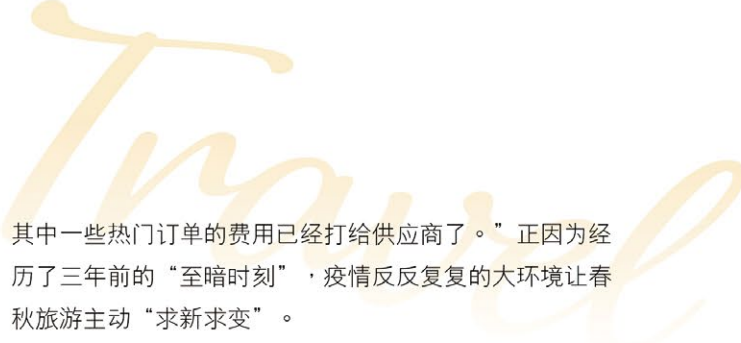 Travel
其中一些热门订单的费用已经打给供应商了。”正因为经
历了三年前的“至暗时刻”，疫情反反复复的大环境让春
秋旅游主动“求新求变”。